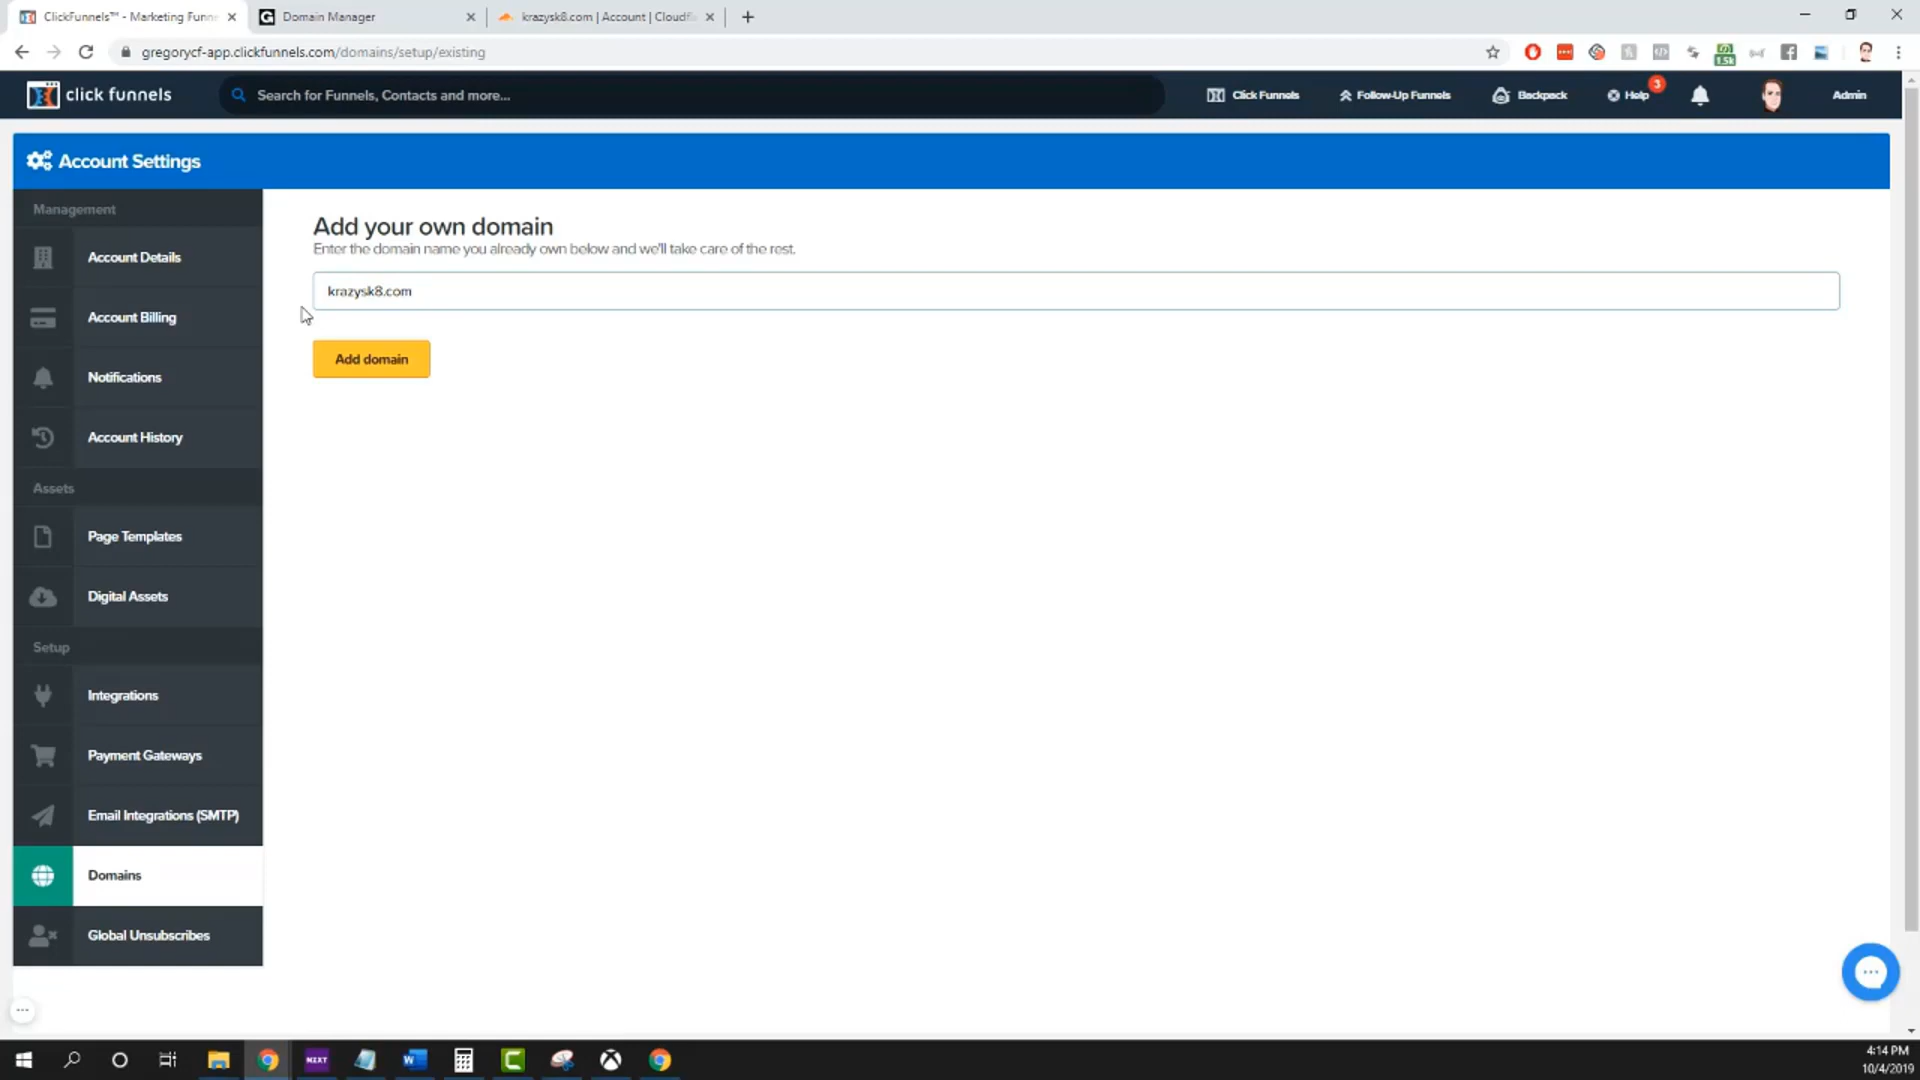 ClickFunnels™ - Marketing Funne
Domain Manager
krazysk8.com | Account | Cloudfl
gregorycf-app.clickfunnels.com/domains/setup/existing
1.5k
click funnels
Search for Funnels, Contacts and more...
Click Funnels
Follow-Up Funnels
Backpack
Help
3
Admin
Account Settings
Management
Account Details
Account Billing
Notifications
Account History
Assets
Page Templates
Digital Assets
Setup
Integrations
Payment Gateways
Email Integrations (SMTP)
Domains
Global Unsubscribes
Add your own domain
Enter the domain name you already own below and we'll take care of the rest.
krazysk8.com
Add domain
NEXT
4:14 PM
10/4/2019